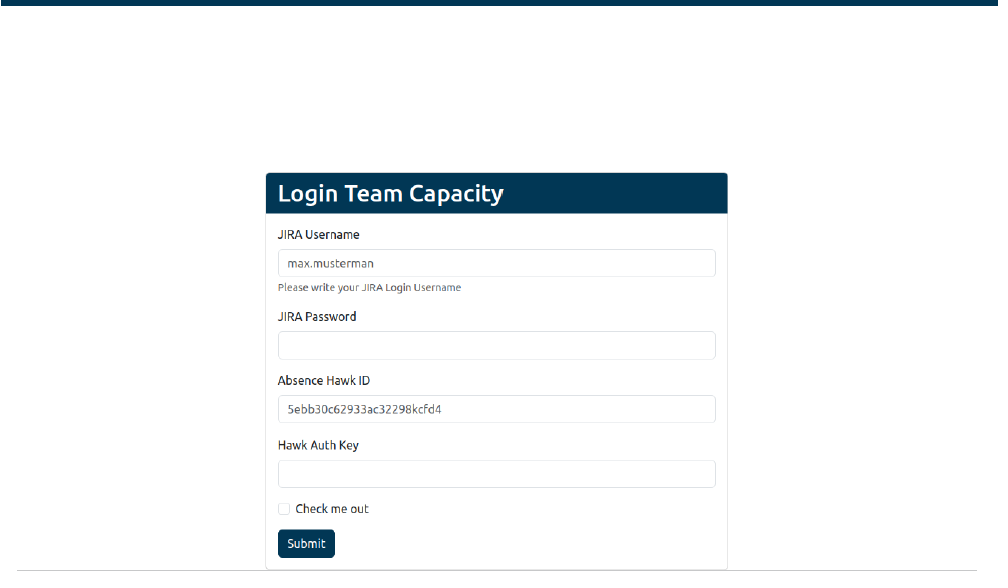 Login Team Capacity
JIRA Username
max.musterman
Please write your JIRA Login Username
JIRA Password
Absence Hawk ID
5ebb30c62933ac32298kcfd4
Hawk Auth Key
Check me out
Submit